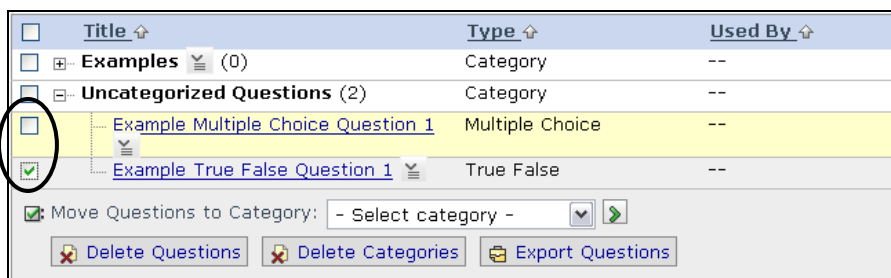 Title Type Used By
Examples (0) Category --
Uncategorized Questions (2) Category --
Example Multiple Choice Question 1 Multiple Choice --
Example True False Question 1 True False --
: Move Questions to Category: - Select category -
Delete Questions Delete Categories Export Questions